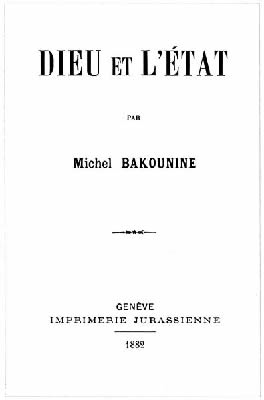 DIEU ET L'ÉTAT
PAR
Michel BAKOUNINE
GENÈVE
IMPRIMERIE JURASSIENNE
1882